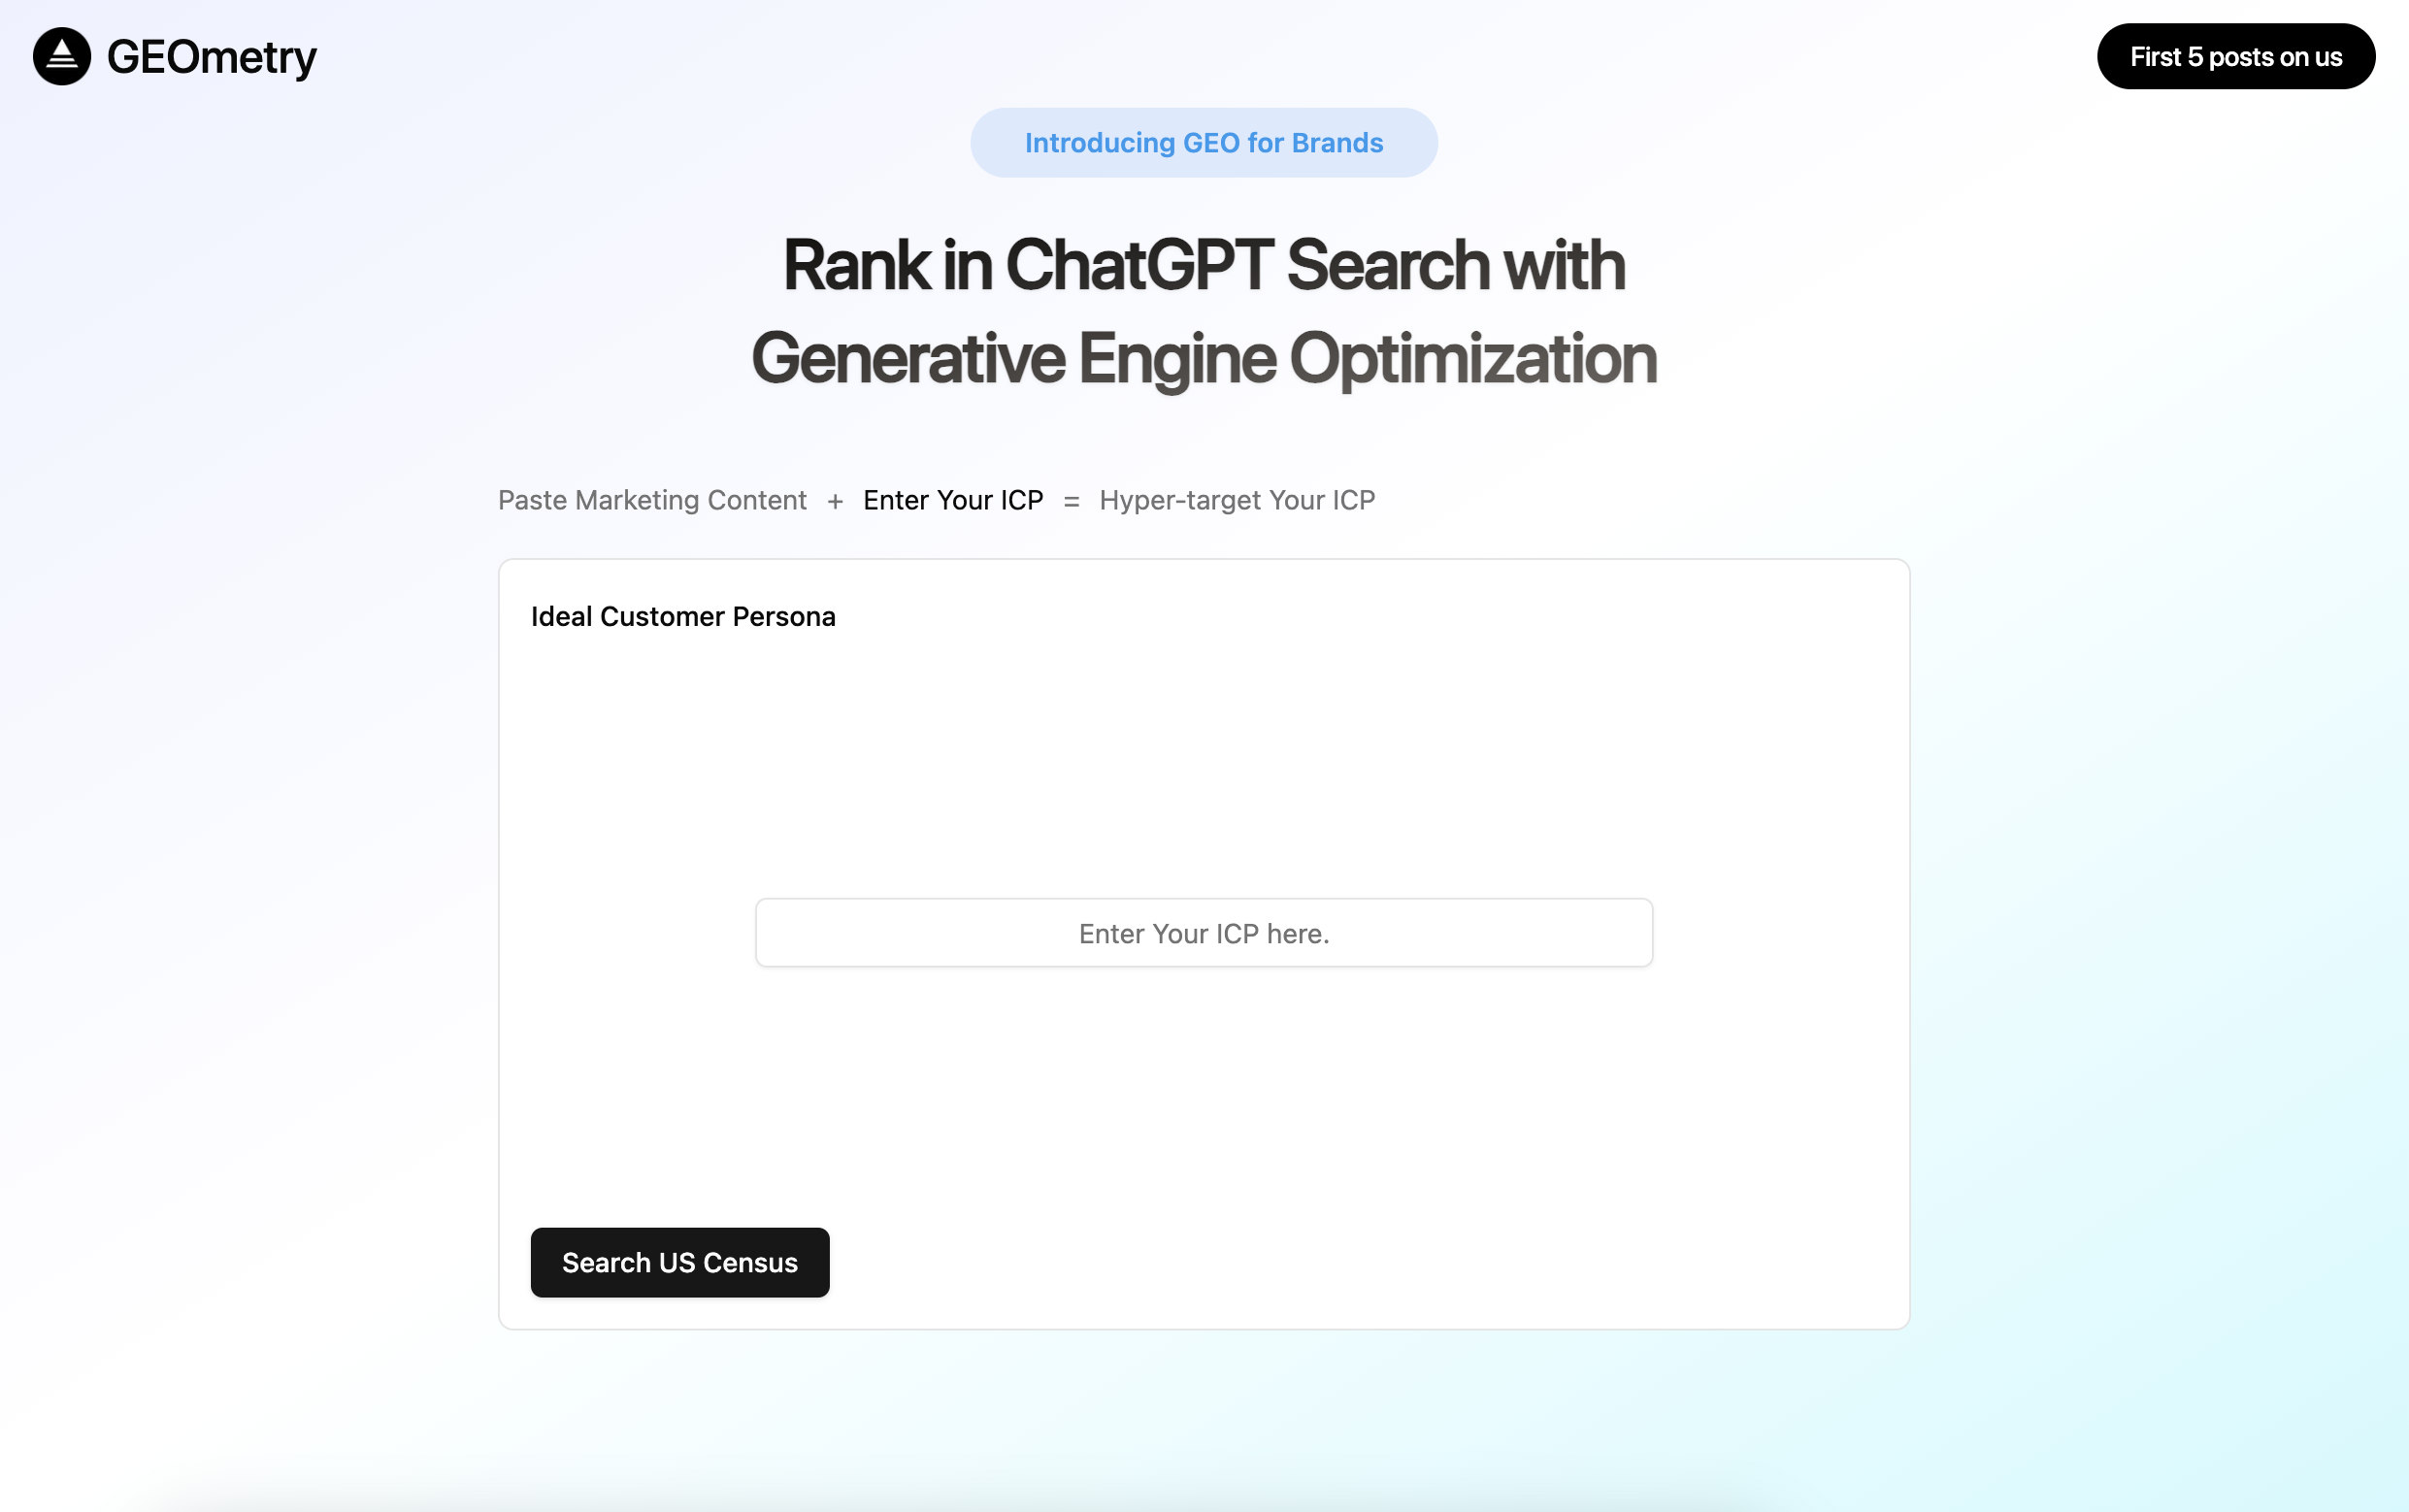 GEOmetry
First 5 posts on us
Introducing GEO for Brands
Rank in ChatGPT Search with
Generative Engine Optimization
Paste Marketing Content + Enter Your ICP = Hyper-target Your ICP
Ideal Customer Persona
Enter Your ICP here.
Search US Census